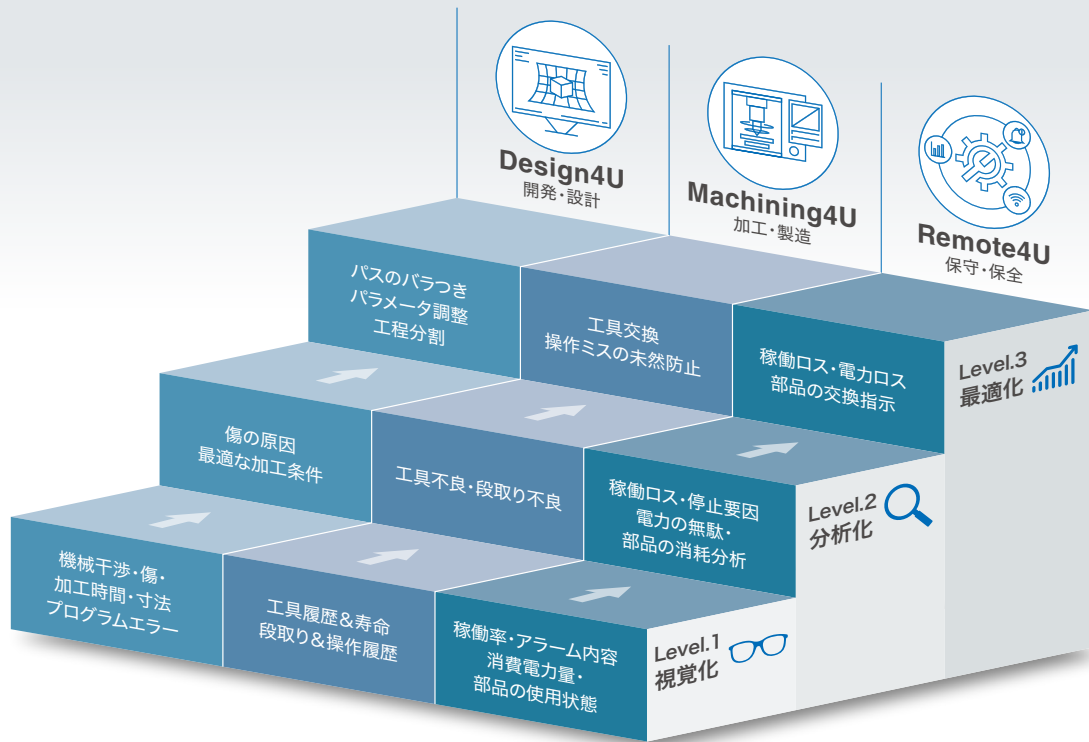 Design4U
開発・設計
Machining4U
加工・製造
Remote4U
保守・保全
パスのバラつき
パラメータ調整
工程分割
工具交換
操作ミスの未然防止
稼働ロス・電力ロス
部品の交換指示
Level.3
最適化
傷の原因
最適な加工条件
工具不良・段取り不良
稼働ロス・停止要因
電力の無駄・
部品の消耗分析
Level.2
分析化
機械干渉・傷・
加工時間・寸法
プログラムエラー
工具履歴&寿命
段取り&操作履歴
稼働率・アラーム内容
消費電力量・
部品の使用状態
Level.1
視覚化